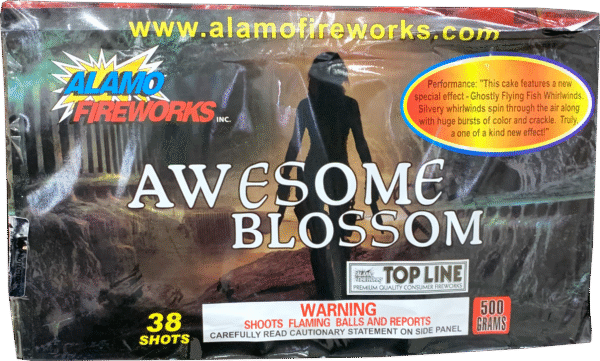 www.alamofireworks.com
ALAMO
FIREWORKS INC.
Performance: "This cake features a new
special effect - Ghostly Flying Fish Whirlwinds.
Silvery whirlwinds spin through the air along
with huge bursts of color and crackle. Truly,
a one of a kind new effect!"
AWESOME
BLOSSOM
TOP LINE
PREMIUM QUALITY CONSUMER FIREWORKS
38
SHOTS
WARNING
SHOOTS FLAMING BALLS AND REPORTS
CAREFULLY READ CAUTIONARY STATEMENT ON SIDE PANEL
500
GRAMS